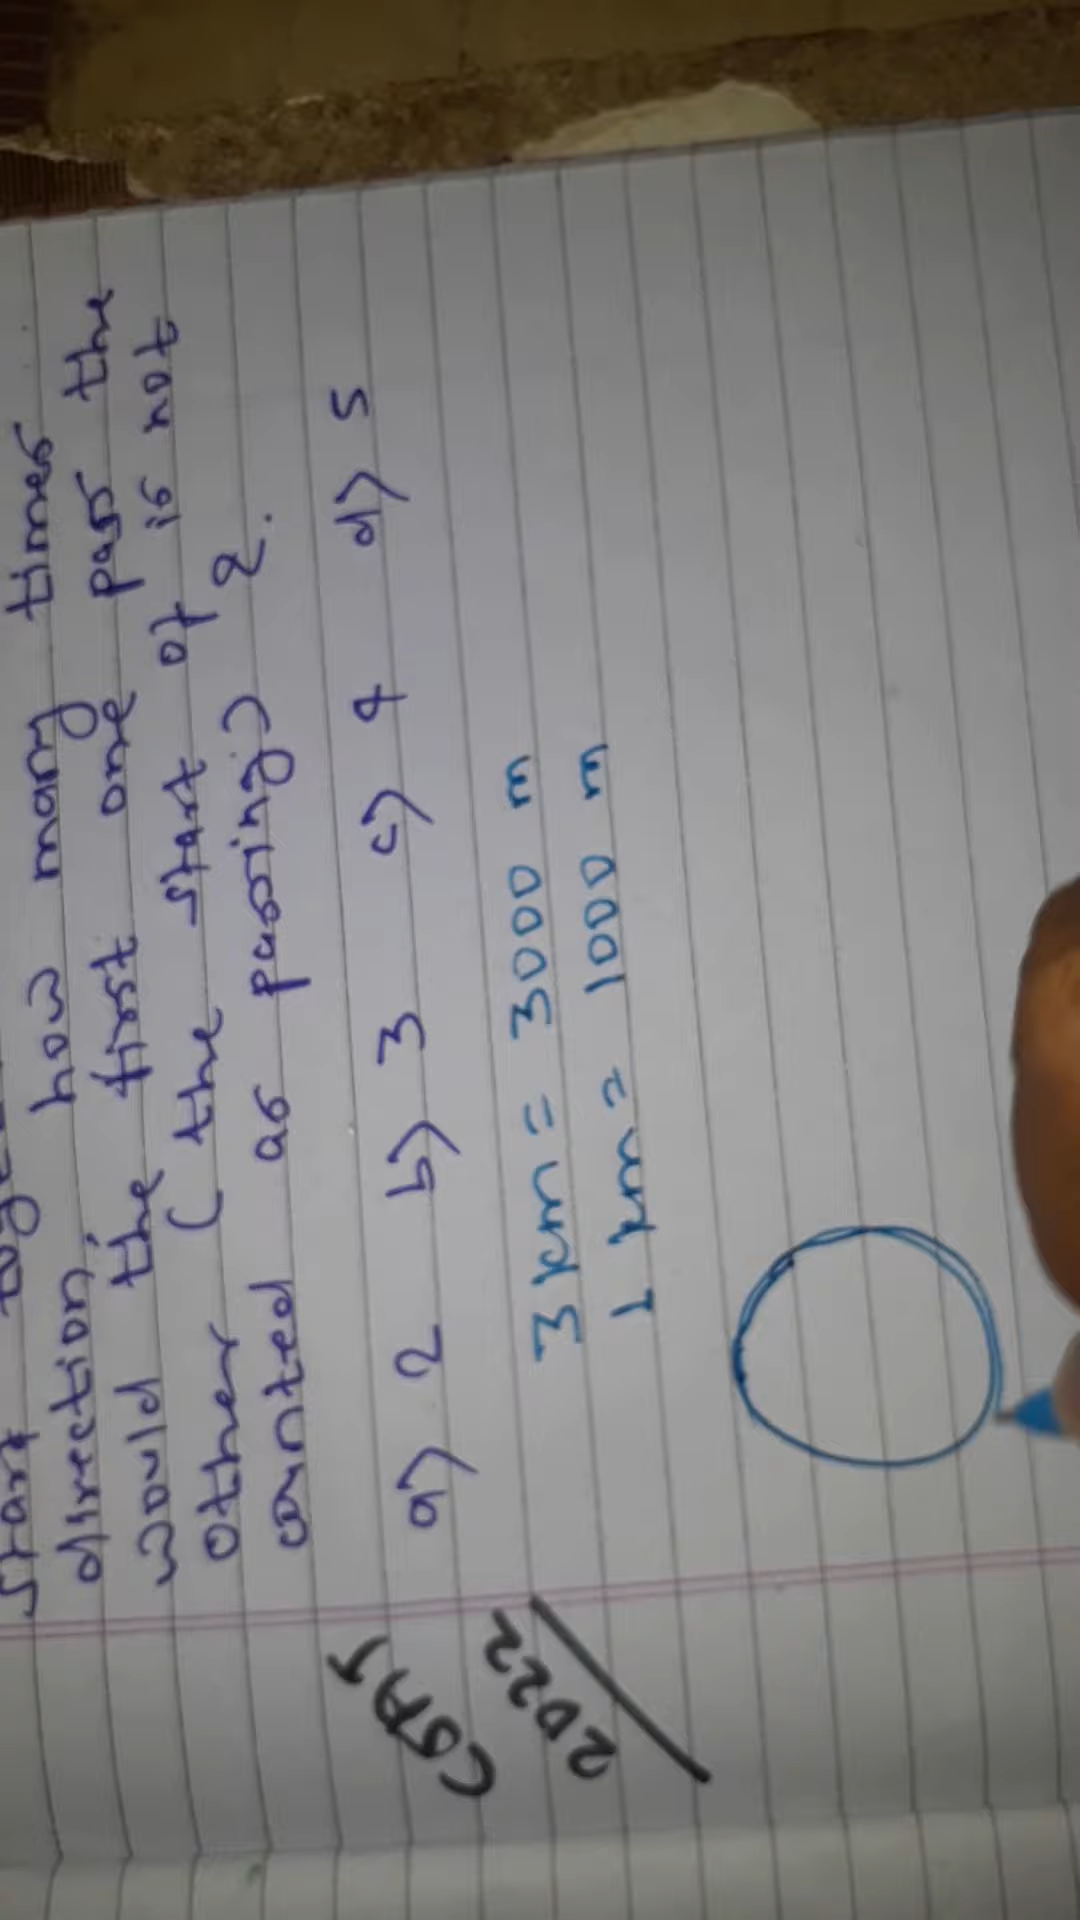 start
direction, how many times
would the first one pass the
other (the start of is not
counted as passing) 2.
a) 2 b) 3 c) 4 d) 5
3 km = 3000 m
1 km = 1000 m
CSAT
2022